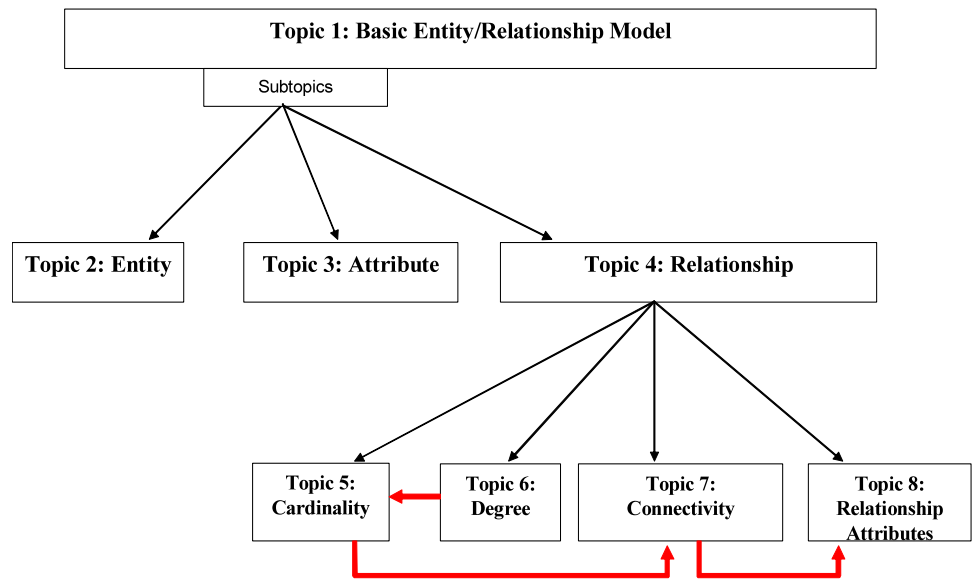 Topic 1: Basic Entity/Relationship Model
Subtopics
Topic 2: Entity
Topic 3: Attribute
Topic 4: Relationship
Topic 5:
Cardinality
Topic 6:
Degree
Topic 7:
Connectivity
Topic 8:
Relationship
Attributes